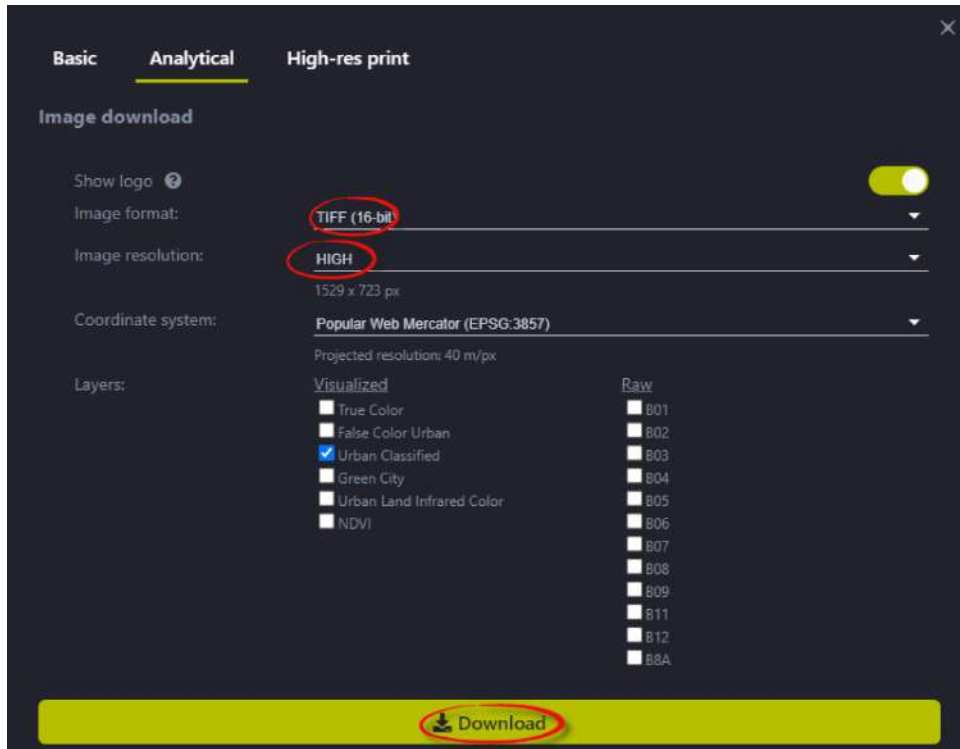 Basic Analytical High-res print
Image download
Show logo ?
Image format: TIFF (16-bit)
Image resolution: HIGH
1529 x 723 px
Coordinate system: Popular Web Mercator (EPSG:3857)
Projected resolution: 40 m/px
Layers: Visualized Raw
True Color B01
False Color Urban B02
Urban Classified B03
Green City B04
Urban Land Infrared Color B05
NDVI B06
B07
B08
B09
B11
B12
B8A
Download